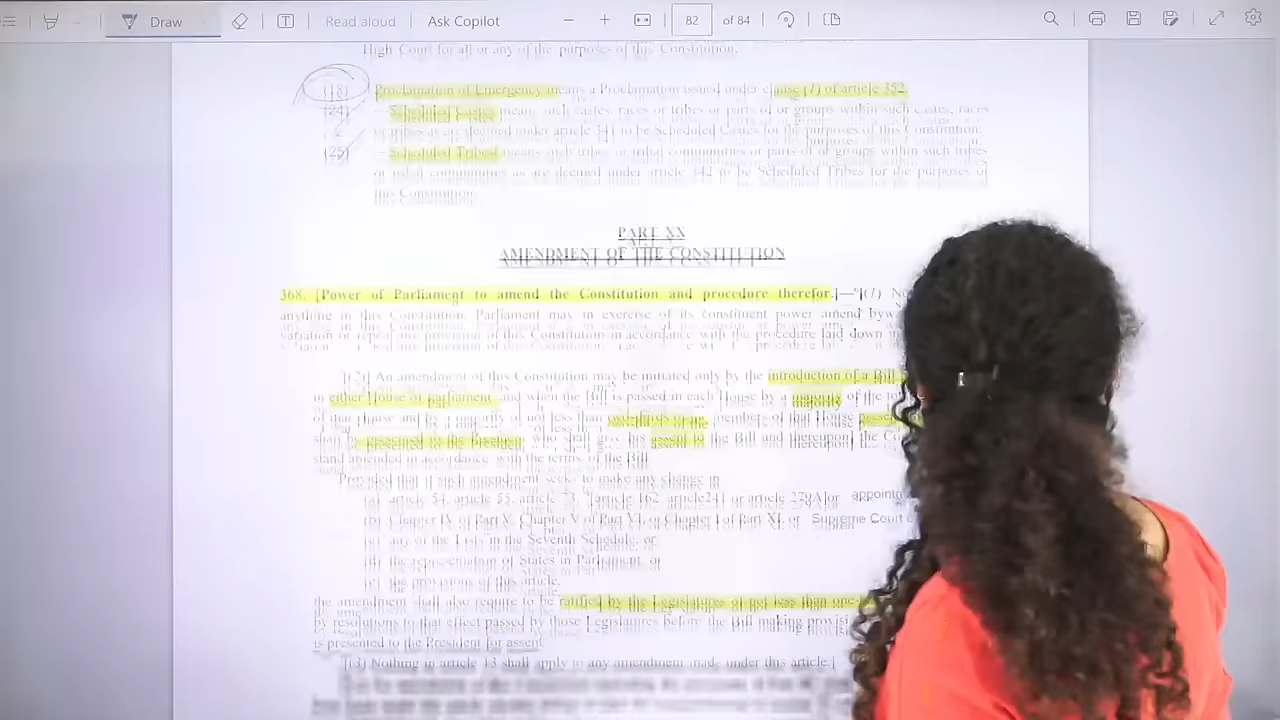 Draw
Read aloud
Ask Copilot
82 of 84
High Court for all or any of the purposes of this Constitution.
(18) Proclamation of Emergency means a Proclamation issued under clause (1) of article 352.
(24) Scheduled Castes means such castes, races or tribes or parts of or groups within such castes, races
or tribes as are deemed under article 341 to be Scheduled Castes for the purposes of this Constitution.
(25) Scheduled Tribes means such tribes or tribal communities or parts of or groups within such tribes
or tribal communities as are deemed under article 342 to be Scheduled Tribes for the purposes of
this Constitution.
PART XX
AMENDMENT OF THE CONSTITUTION
368. [Power of Parliament to amend the Constitution and procedure therefor.]—(1)
anything in this Constitution, Parliament may in exercise of its constituent power amend by w
variation or repeal any provision of this Constitution in accordance with the procedure laid down in
(2) An amendment of this Constitution may be initiated only by the introduction of a Bill
in either House of Parliament, and when the Bill is passed in each House by a majority of the to
of that House and by a majority of not less than members of that House
shall be presented to the President who shall give his assent to the Bill and thereupon the Co
stand amended in accordance with the terms of the Bill
Provided that if such amendment seeks to make any change in
(a) article 54, article 55, article 73, article 162, article 241 or article 279A or appointm
(b) Chapter IV of Part V, Chapter V of Part VI, or Chapter I of Part XI, or Supreme Court
(c) any of the Lists in the Seventh Schedule, or
(d) the representation of States in Parliament, or
(e) the provisions of this article,
the amendment shall also require to be ratified by the Legislatures of not less than one-
by resolutions to that effect passed by those Legislatures before the Bill making provisi
is presented to the President for assent
(3) Nothing in article 13 shall apply to any amendment made under this article.]